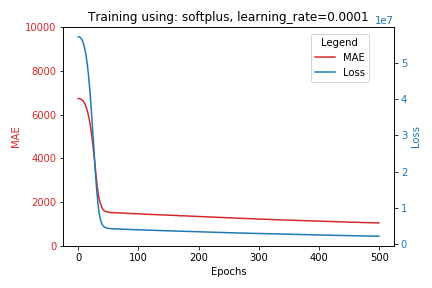 Training using: softplus, learning_rate=0.0001
1e7
Legend
MAE
Loss
10000
8000
6000
4000
2000
0
MAE
5
4
3
2
1
0
Loss
0
100
200
300
400
500
Epochs